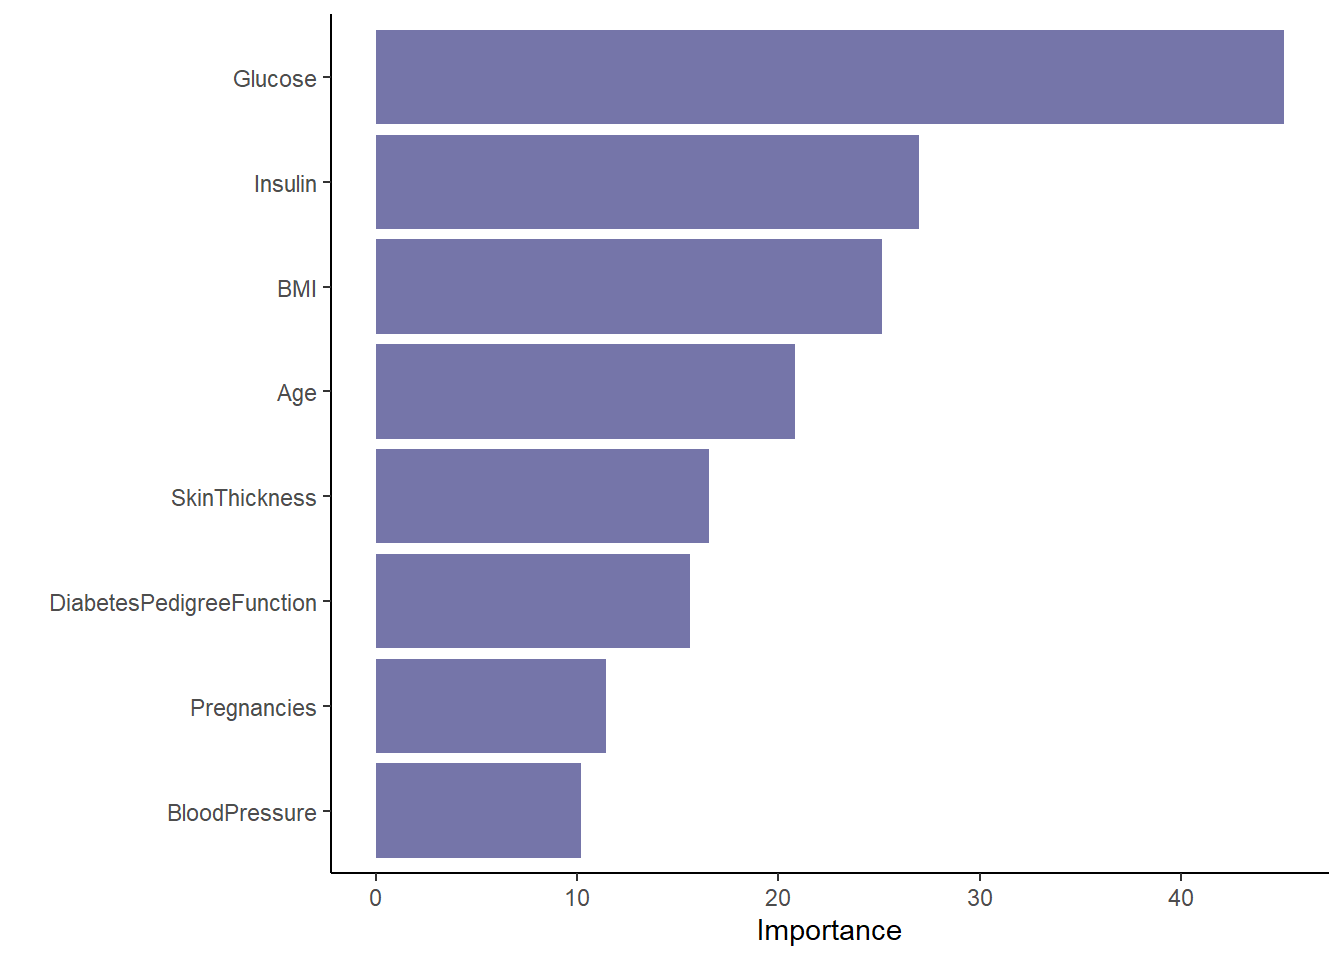 Glucose
Insulin
BMI
Age
SkinThickness
DiabetesPedigreeFunction
Pregnancies
BloodPressure
0 10 20 30 40
Importance